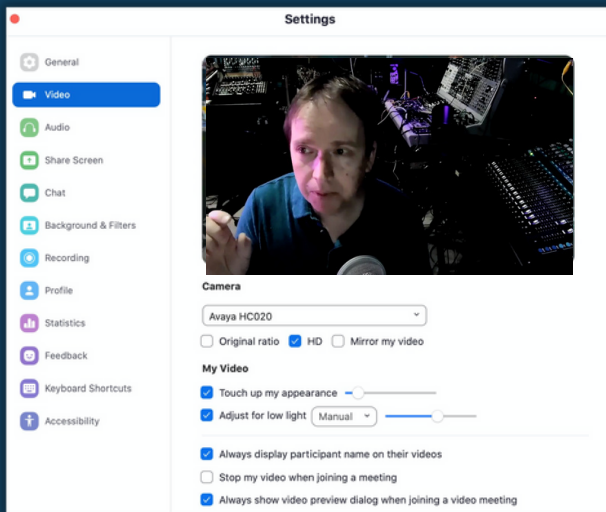 Settings
General
Video
Audio
Share Screen
Chat
Background & Filters
Recording
Profile
Statistics
Feedback
Keyboard Shortcuts
Accessibility
Camera
Avaya HC020
Original ratio HD Mirror my video
My Video
Touch up my appearance
Adjust for low light Manual
Always display participant name on their videos
Stop my video when joining a meeting
Always show video preview dialog when joining a video meeting